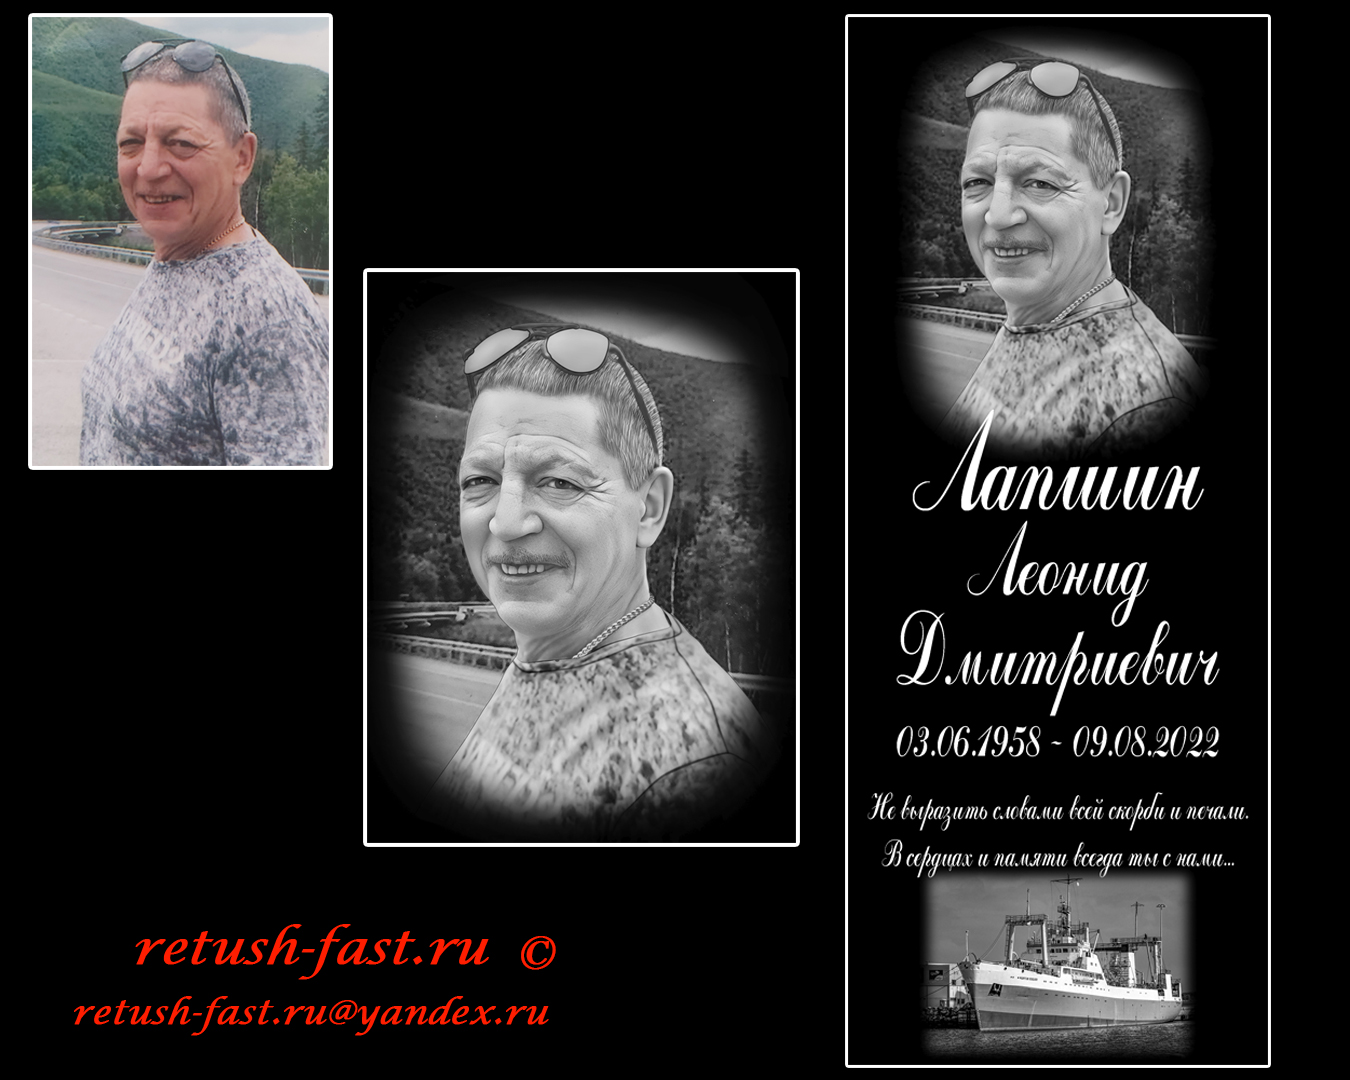 Лапшин
Леонид
Дмитриевич
03.06.1958 - 09.08.2022
Не выразить словами всей скорби и печали.
В сердцах и памяти всегда ты с нами...
retush-fast.ru ©
retush-fast.ru@yandex.ru